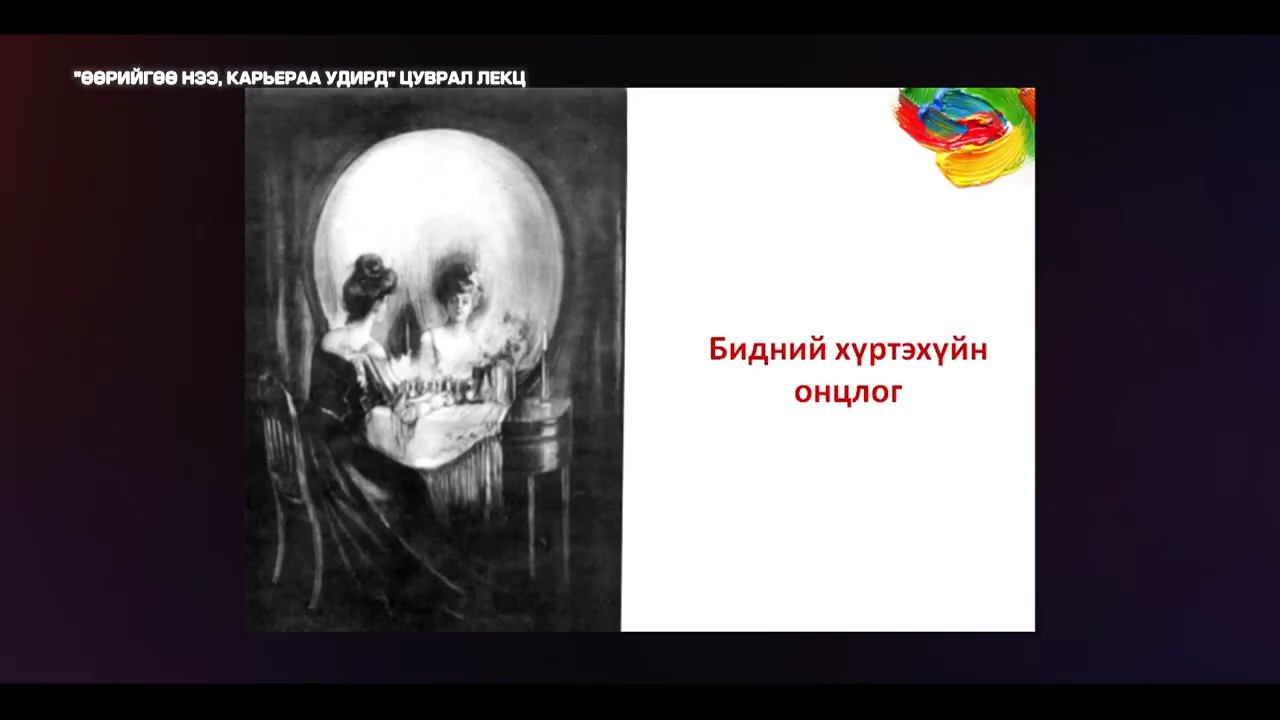 "ӨӨРИЙГӨӨ НЭЭ, КАРЬЕРАА УДИРД" ЦУВРАЛ ЛЕКЦ
Бидний хүртэхүйн
онцлог